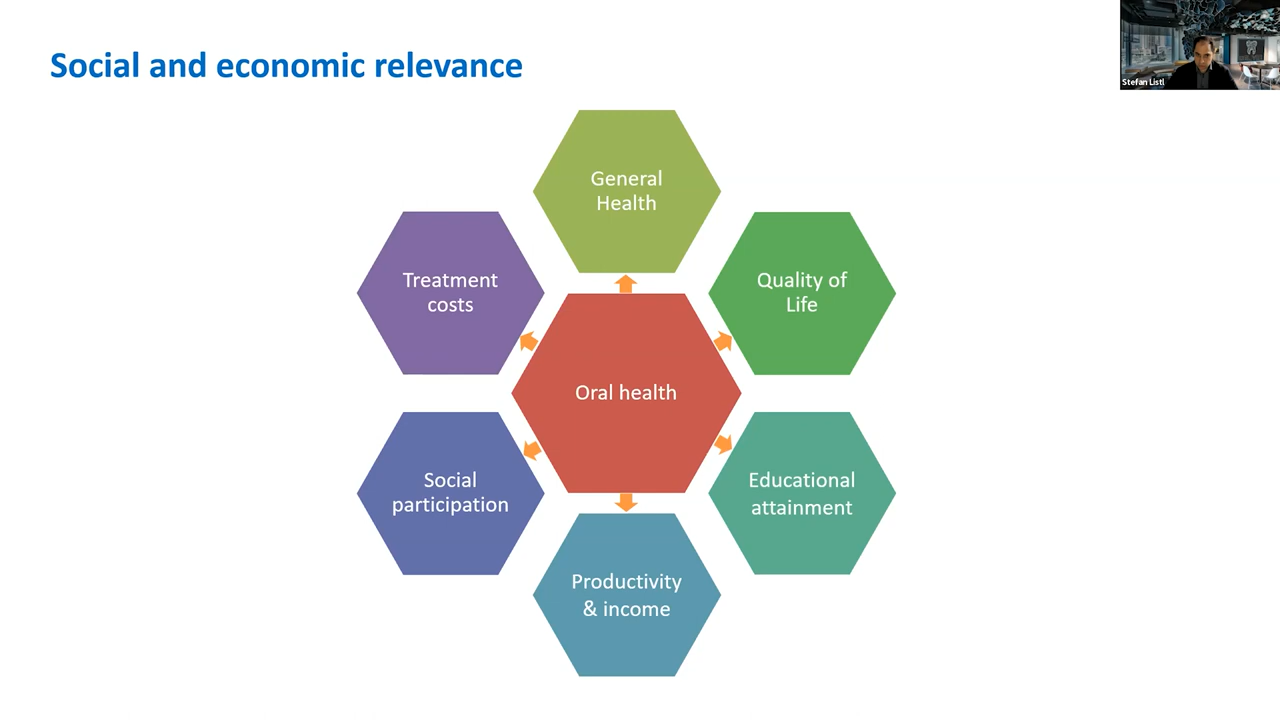 Social and economic relevance
Stefan Listl
General
Health
Treatment
costs
Quality of
Life
Oral health
Social
participation
Educational
attainment
Productivity
& income